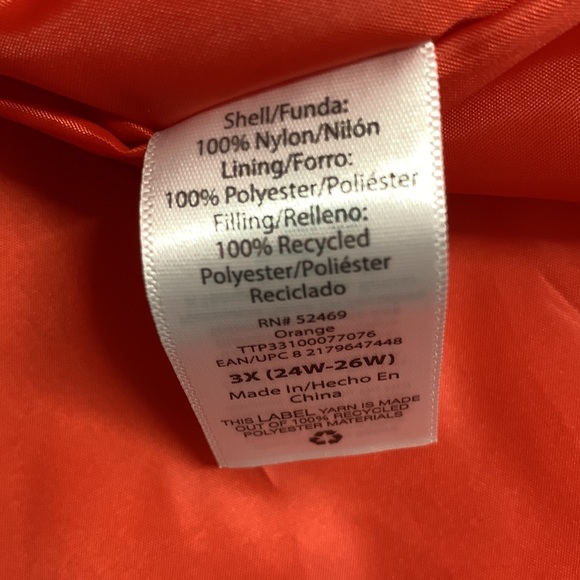 Shell/Funda:
100% Nylon/Nilón
Lining/Forro:
100% Polyester/Poliéster
Filling/Relleno:
100% Recycled
Polyester/Poliéster
Reciclado
RN# 52469
Orange
TTP33100077076
EAN/UPC 8 2179647448
3X (24W-26W)
Made In/Hecho En
China
THIS LABEL YARN IS MADE
OUT OF 100% RECYCLED
POLYESTER MATERIALS